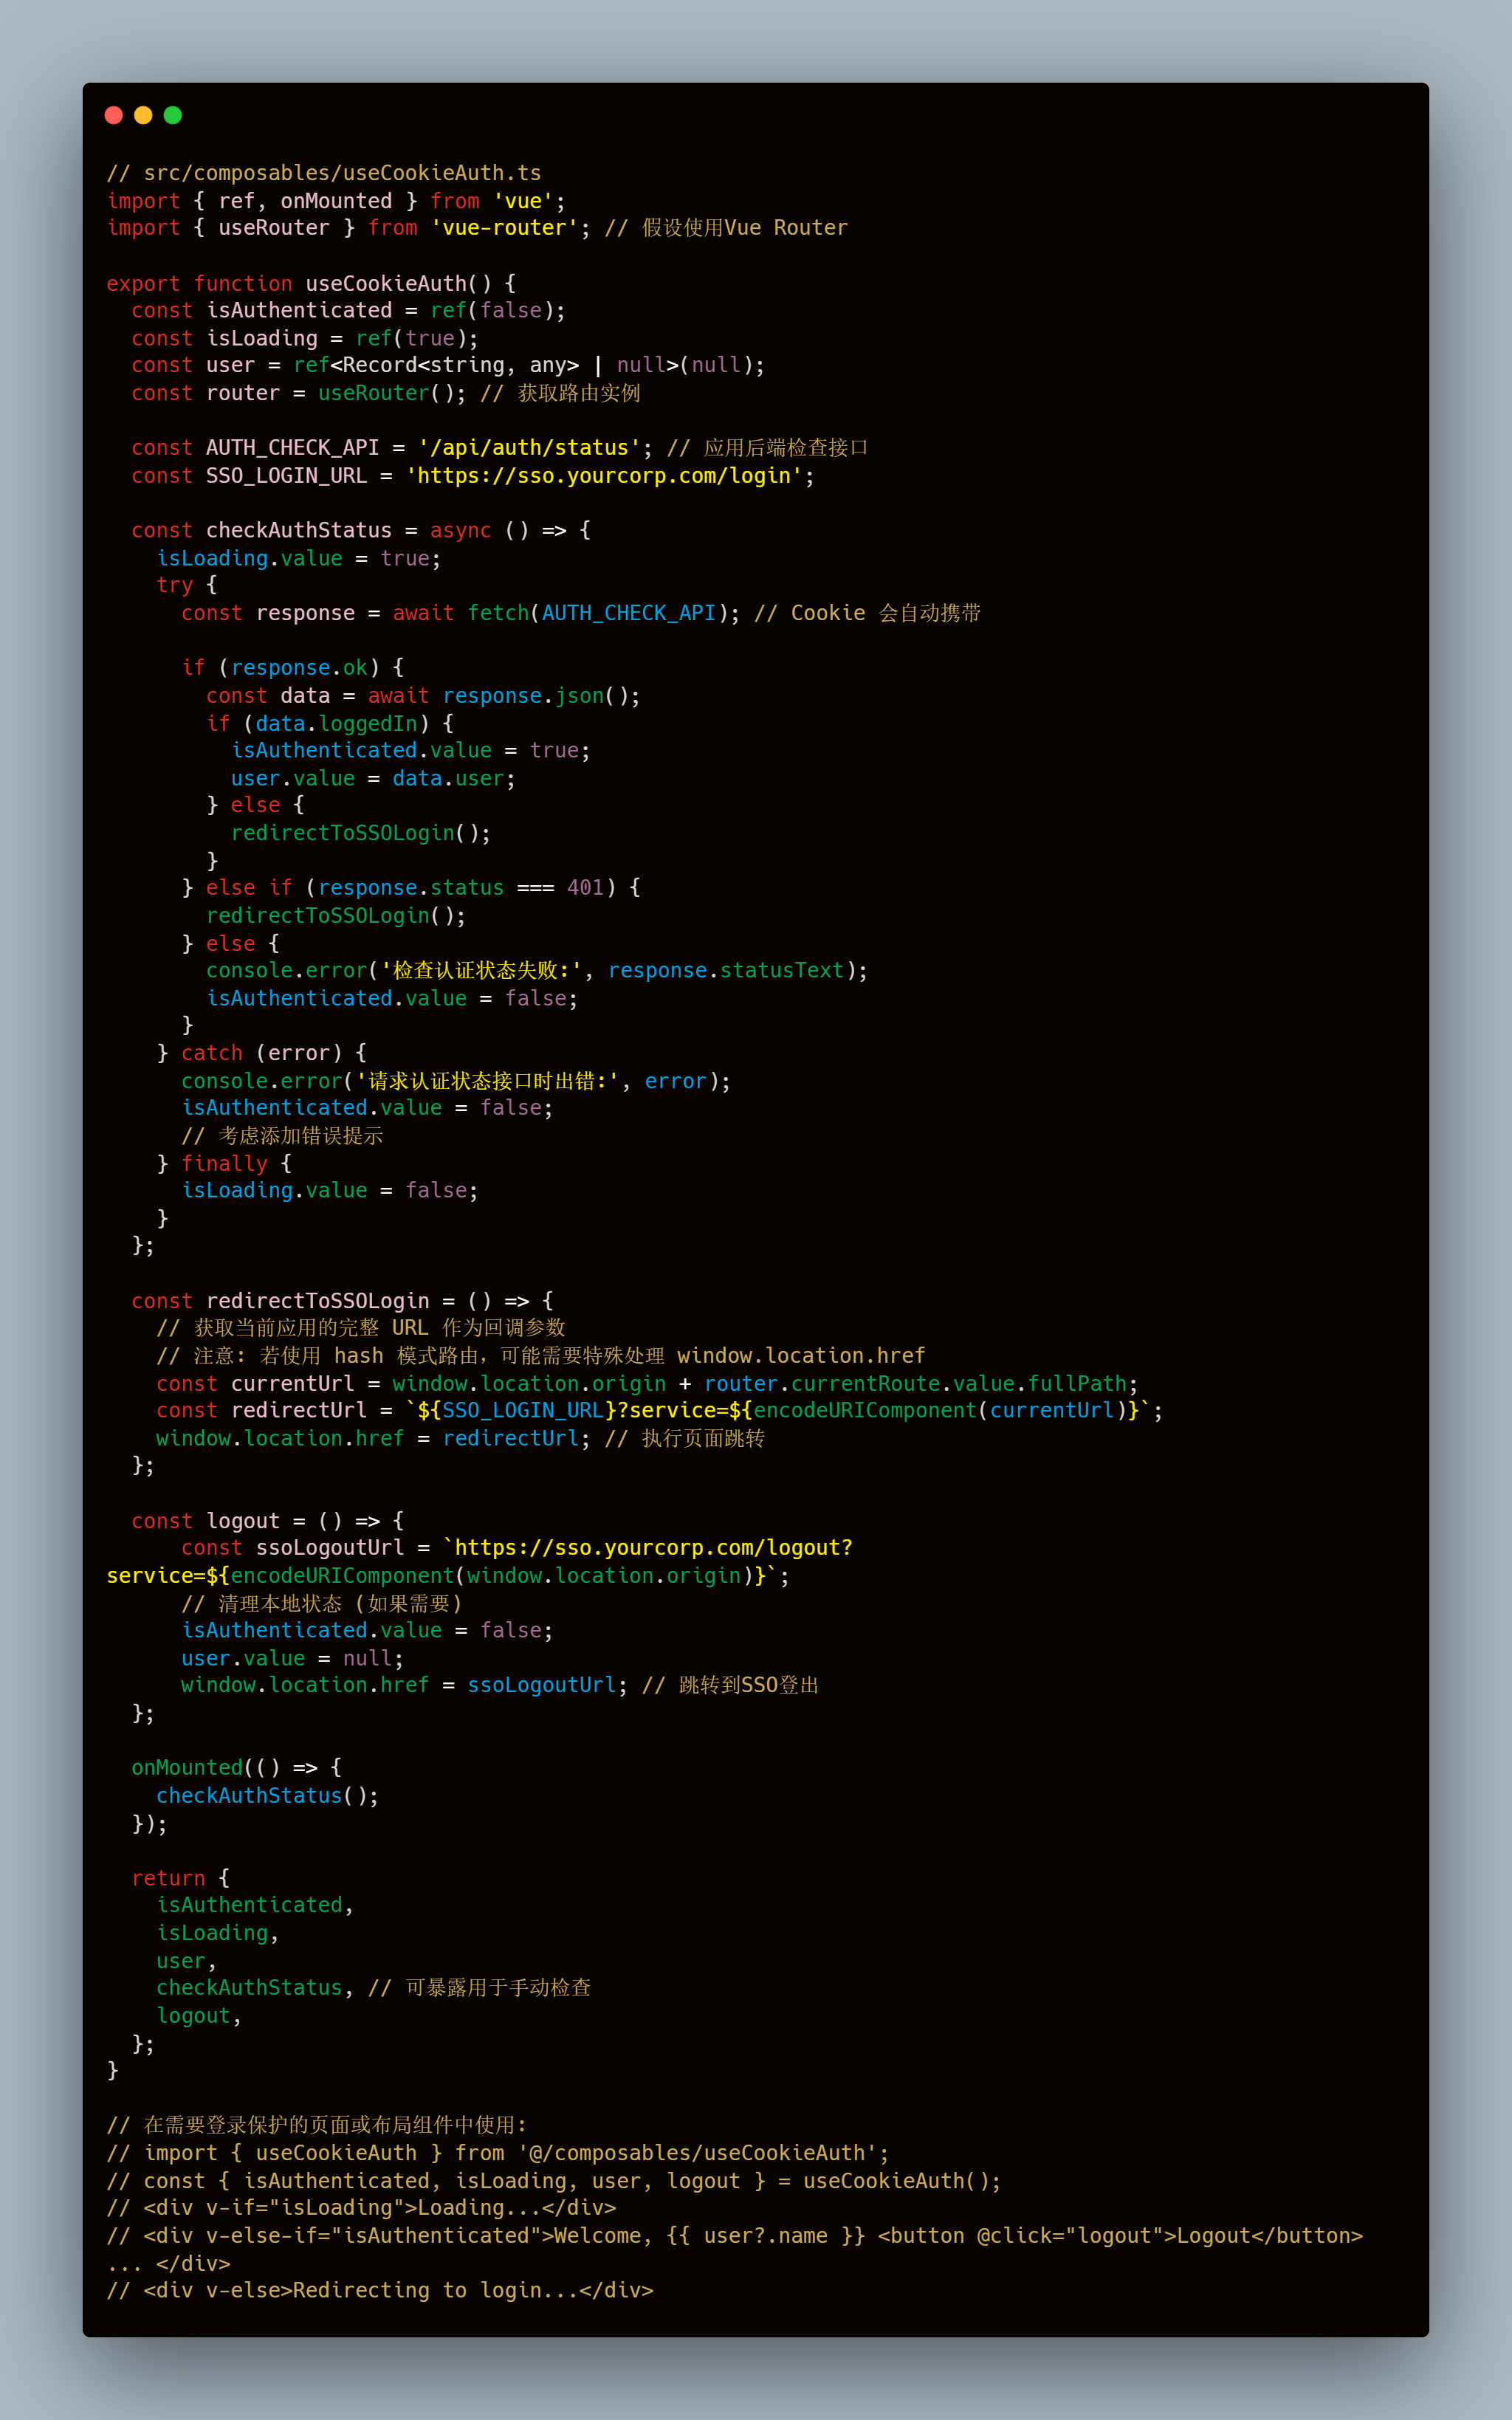 // src/composables/useCookieAuth.ts
import { ref, onMounted } from 'vue';
import { useRouter } from 'vue-router'; // 假设使用Vue Router

export function useCookieAuth() {
  const isAuthenticated = ref(false);
  const isLoading = ref(true);
  const user = ref<Record<string, any> | null>(null);
  const router = useRouter(); // 获取路由实例

  const AUTH_CHECK_API = '/api/auth/status'; // 应用后端检查接口
  const SSO_LOGIN_URL = 'https://sso.yourcorp.com/login';

  const checkAuthStatus = async () => {
    isLoading.value = true;
    try {
      const response = await fetch(AUTH_CHECK_API); // Cookie 会自动携带

      if (response.ok) {
        const data = await response.json();
        if (data.loggedIn) {
          isAuthenticated.value = true;
          user.value = data.user;
        } else {
          redirectToSSOLogin();
        }
      } else if (response.status === 401) {
        redirectToSSOLogin();
      } else {
        console.error('检查认证状态失败:', response.statusText);
        isAuthenticated.value = false;
      }
    } catch (error) {
      console.error('请求认证状态接口时出错:', error);
      isAuthenticated.value = false;
      // 考虑添加错误提示
    } finally {
      isLoading.value = false;
    }
  };

  const redirectToSSOLogin = () => {
    // 获取当前应用的完整 URL 作为回调参数
    // 注意: 若使用 hash 模式路由，可能需要特殊处理 window.location.href
    const currentUrl = window.location.origin + router.currentRoute.value.fullPath;
    const redirectUrl = `${SSO_LOGIN_URL}?service=${encodeURIComponent(currentUrl)}`;
    window.location.href = redirectUrl; // 执行页面跳转
  };

  const logout = () => {
      const ssoLogoutUrl = `https://sso.yourcorp.com/logout?
service=${encodeURIComponent(window.location.origin)}`;
      // 清理本地状态 (如果需要)
      isAuthenticated.value = false;
      user.value = null;
      window.location.href = ssoLogoutUrl; // 跳转到SSO登出
  };

  onMounted(() => {
    checkAuthStatus();
  });

  return {
    isAuthenticated,
    isLoading,
    user,
    checkAuthStatus, // 可暴露用于手动检查
    logout,
  };
}

// 在需要登录保护的页面或布局组件中使用:
// import { useCookieAuth } from '@/composables/useCookieAuth';
// const { isAuthenticated, isLoading, user, logout } = useCookieAuth();
// <div v-if="isLoading">Loading...</div>
// <div v-else-if="isAuthenticated">Welcome, {{ user?.name }} <button @click="logout">Logout</button>
... </div>
// <div v-else>Redirecting to login...</div>